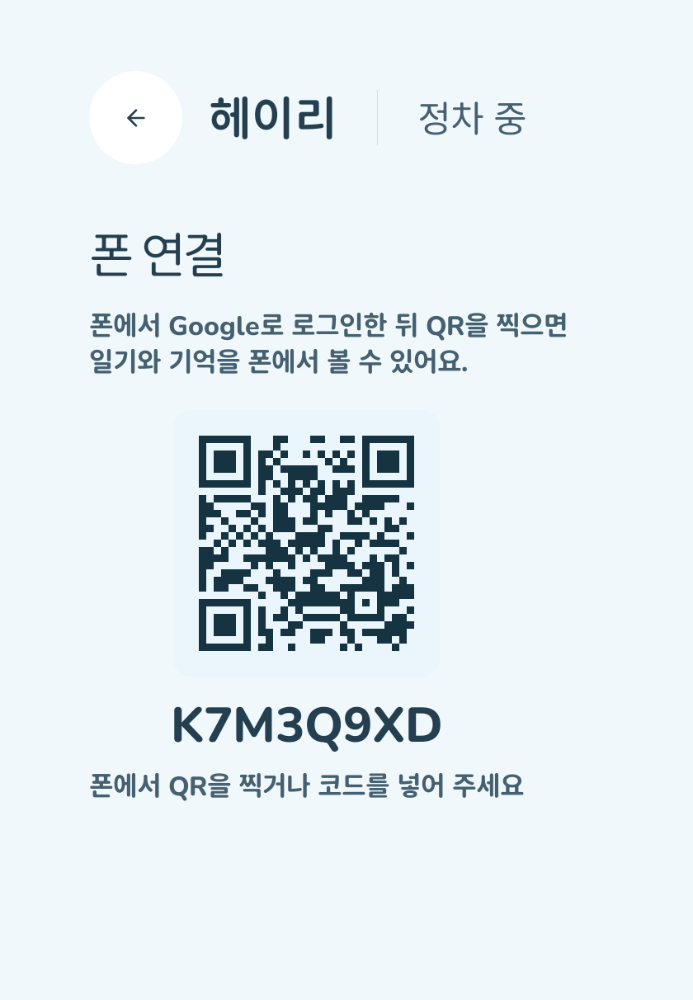 헤이리
정차 중
폰 연결
폰에서 Google로 로그인한 뒤 QR을 찍으면
일기와 기억을 폰에서 볼 수 있어요.
K7M3Q9XD
폰에서 QR을 찍거나 코드를 넣어 주세요